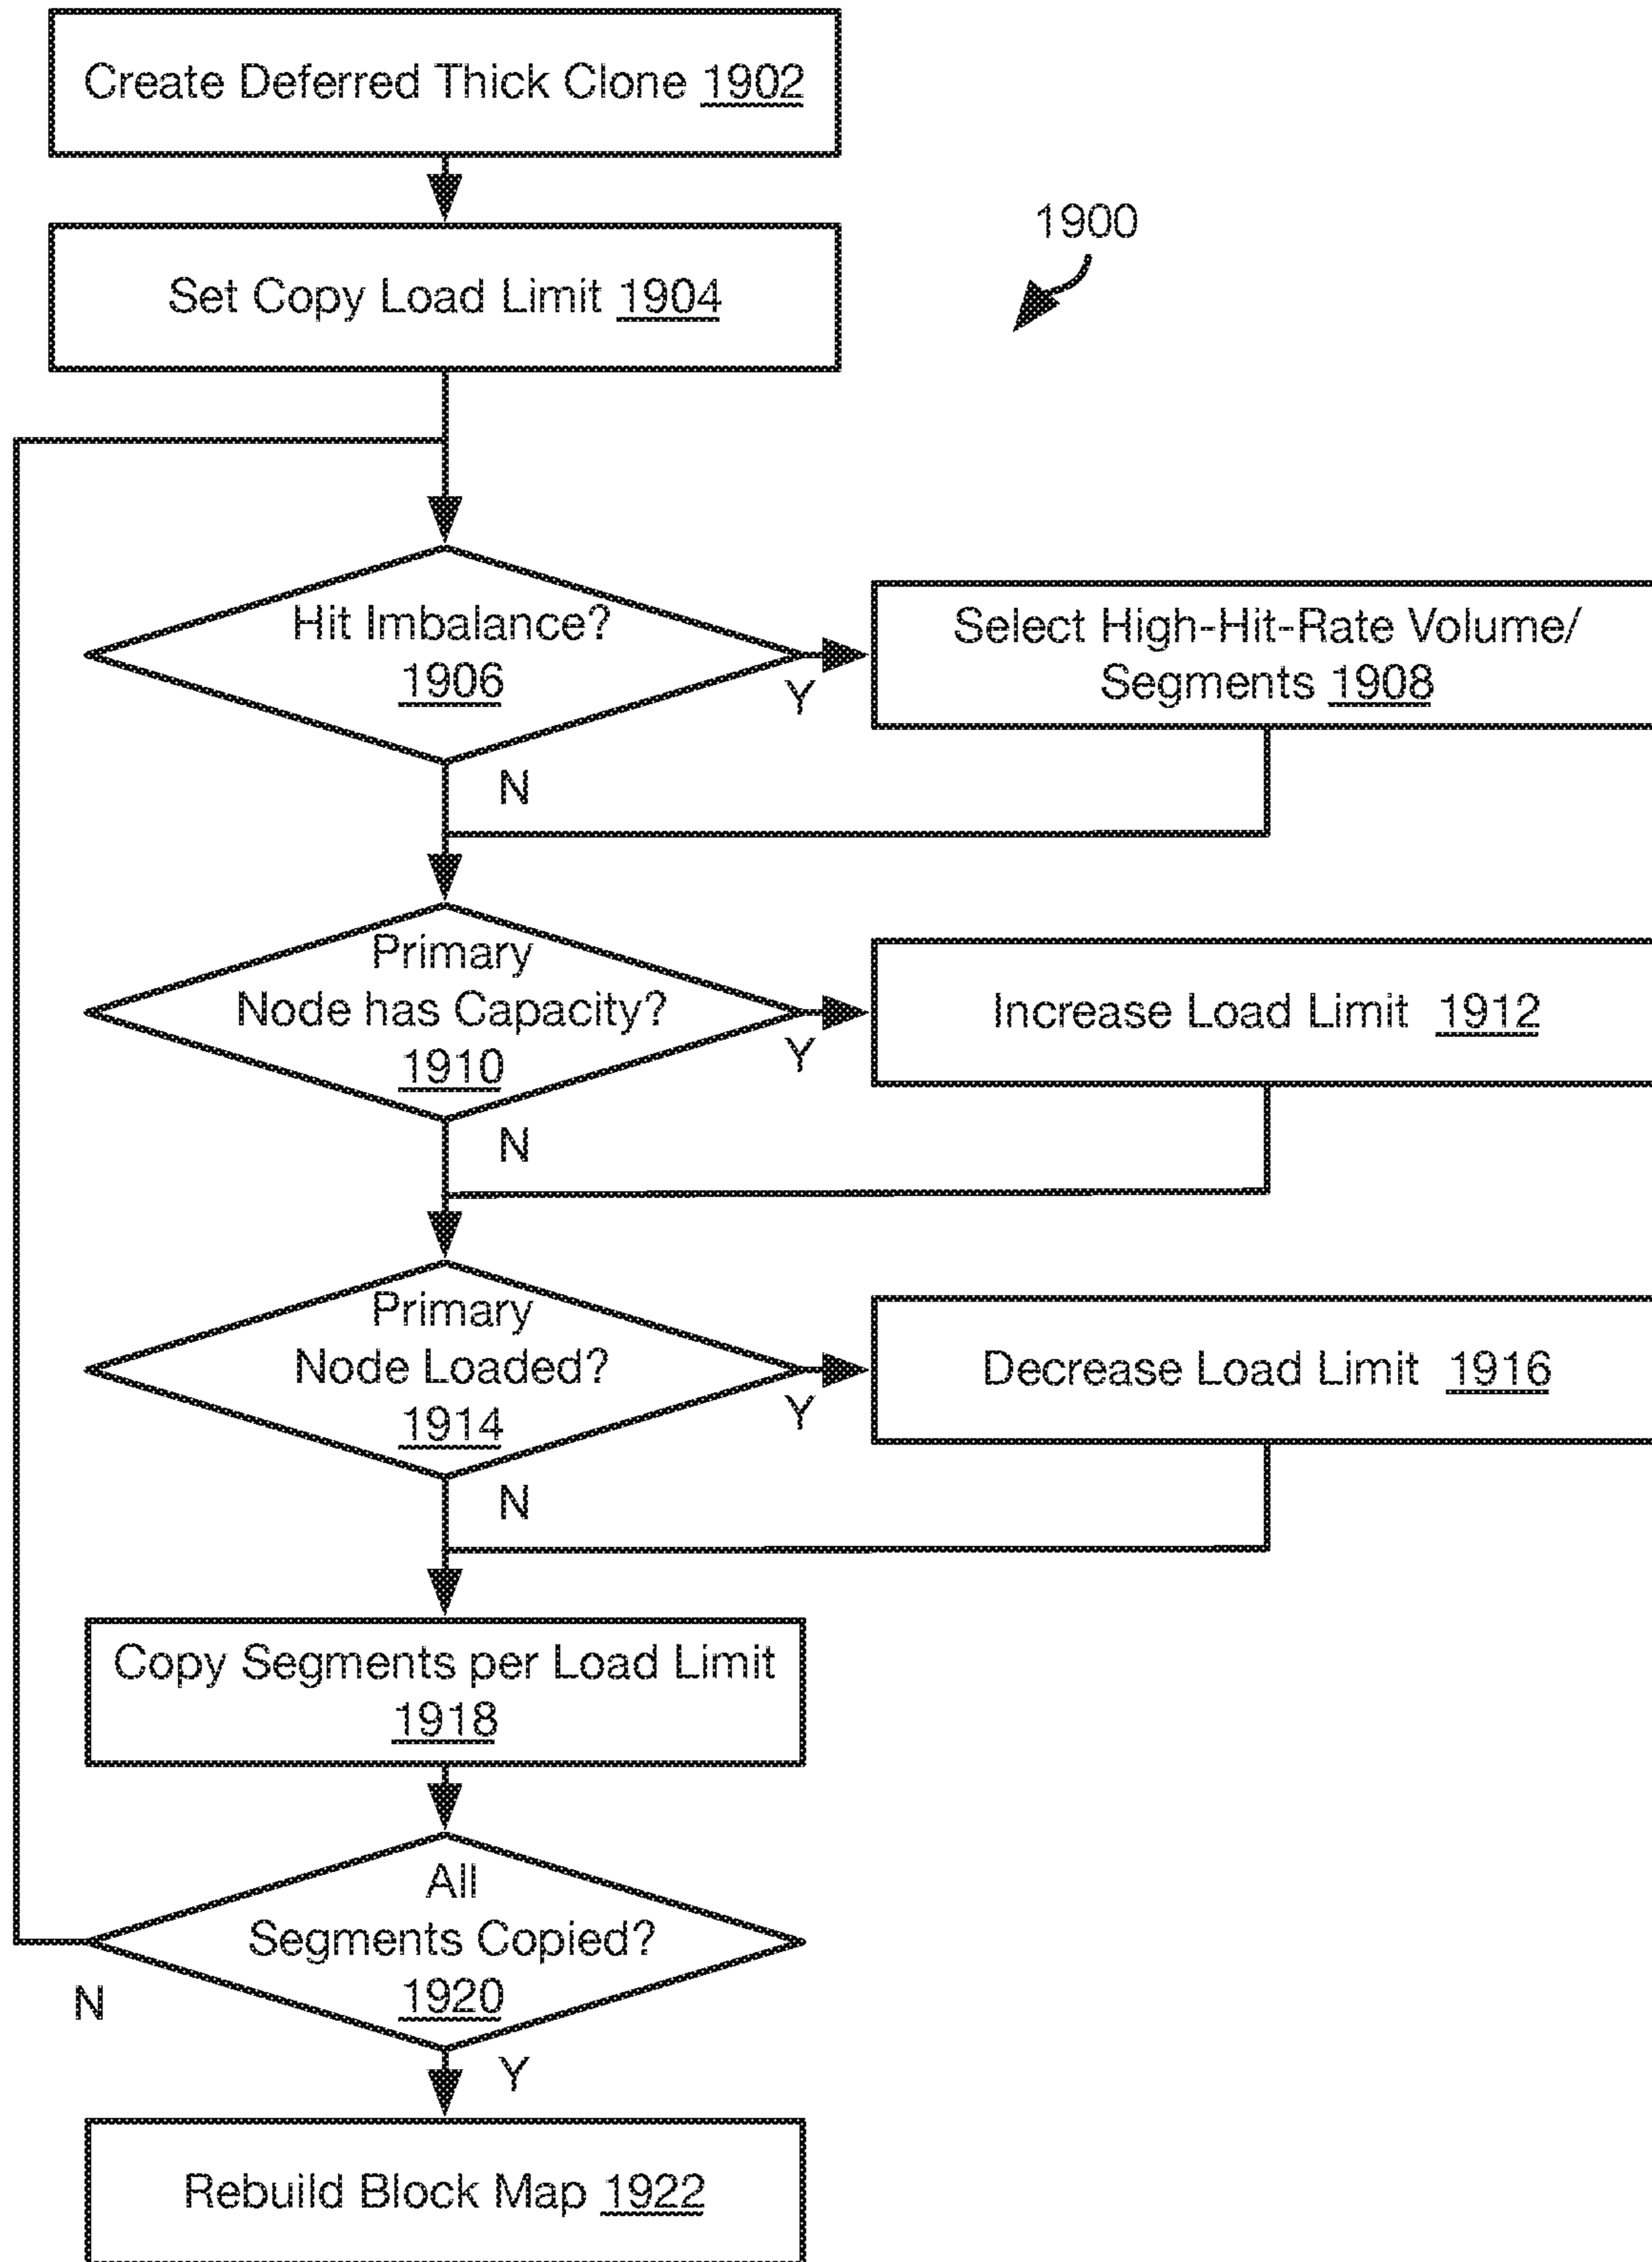 Create Deferred Thick Clone 1902
Set Copy Load Limit 1904
1900
Hit Imbalance?
1906
Y
N
Select High-Hit-Rate Volume/
Segments 1908
Primary
Node has Capacity?
1910
Y
N
Increase Load Limit 1912
Primary
Node Loaded?
1914
Y
N
Decrease Load Limit 1916
Copy Segments per Load Limit
1918
All
Segments Copied?
1920
N
Y
Rebuild Block Map 1922